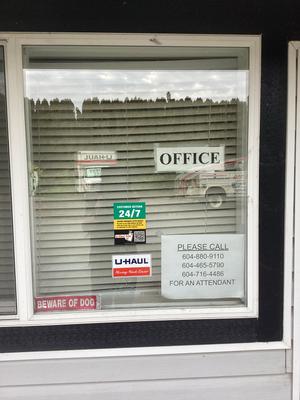 OFFICE
24/7
U-HAUL
PLEASE CALL
604-880-9110
604-465-5790
604-716-4486
FOR AN ATTENDANT
BEWARE OF DOG